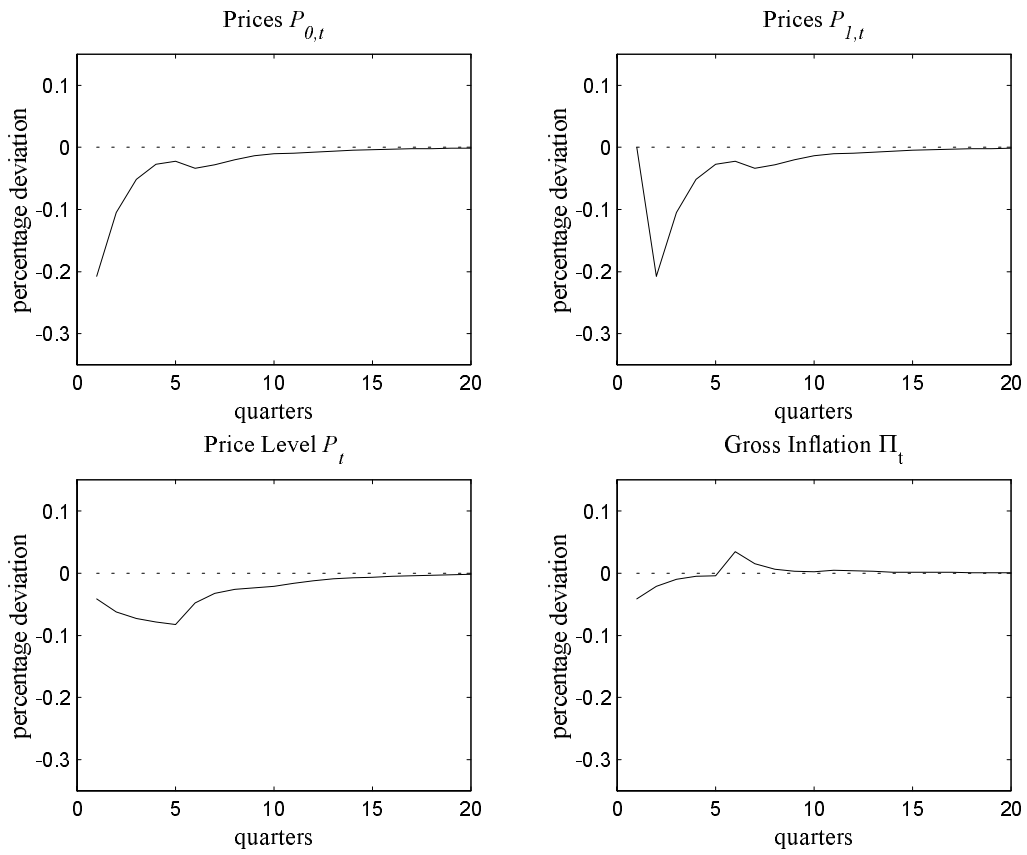 Prices P0,t
percentage deviation
0.1
0
-0.1
-0.2
-0.3
0 5 10 15 20
quarters
Prices P1,t
percentage deviation
0.1
0
-0.1
-0.2
-0.3
0 5 10 15 20
quarters
Price Level Pt
percentage deviation
0.1
0
-0.1
-0.2
-0.3
0 5 10 15 20
quarters
Gross Inflation Πt
percentage deviation
0.1
0
-0.1
-0.2
-0.3
0 5 10 15 20
quarters